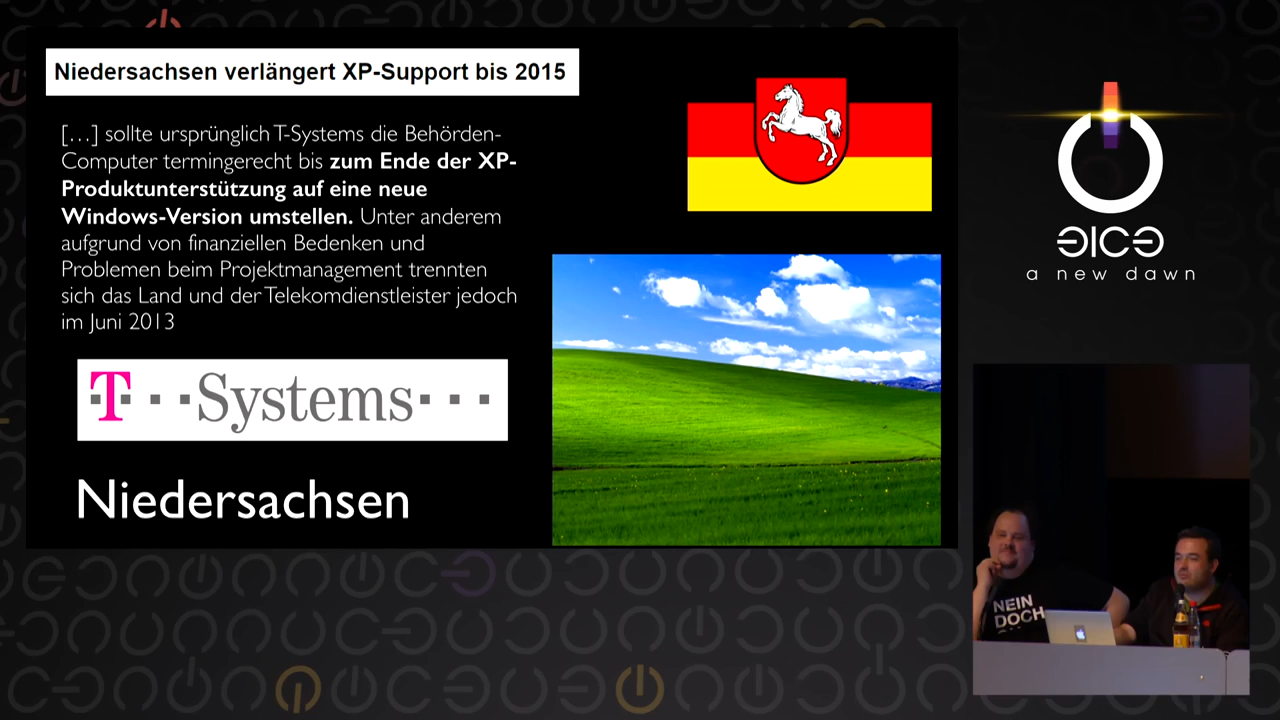 Niedersachsen verlängert XP-Support bis 2015
[…] sollte ursprünglich T-Systems die Behörden-
Computer termingerecht bis zum Ende der XP-
Produktunterstützung auf eine neue
Windows-Version umstellen. Unter anderem
aufgrund von finanziellen Bedenken und
Problemen beim Projektmanagement trennten
sich das Land und der Telekomdienstleister jedoch
im Juni 2013
T···Systems···
Niedersachsen
31C3
a new dawn
NEIN
DOCH